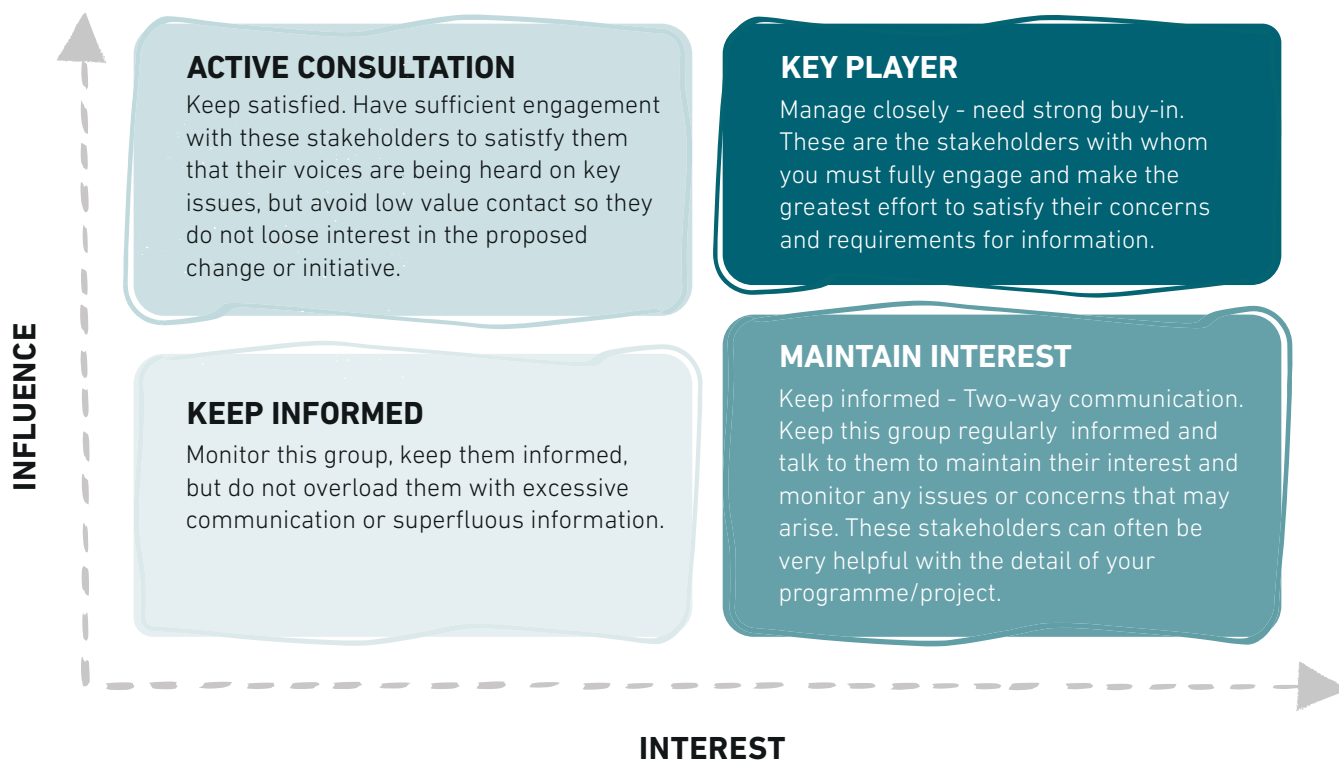 ACTIVE CONSULTATION
Keep satisfied. Have sufficient engagement
with these stakeholders to satistfy them
that their voices are being heard on key
issues, but avoid low value contact so they
do not loose interest in the proposed
change or initiative.
KEY PLAYER
Manage closely - need strong buy-in.
These are the stakeholders with whom
you must fully engage and make the
greatest effort to satisfy their concerns
and requirements for information.
KEEP INFORMED
Monitor this group, keep them informed,
but do not overload them with excessive
communication or superfluous information.
MAINTAIN INTEREST
Keep informed - Two-way communication.
Keep this group regularly informed and
talk to them to maintain their interest and
monitor any issues or concerns that may
arise. These stakeholders can often be
very helpful with the detail of your
programme/project.
INFLUENCE
INTEREST